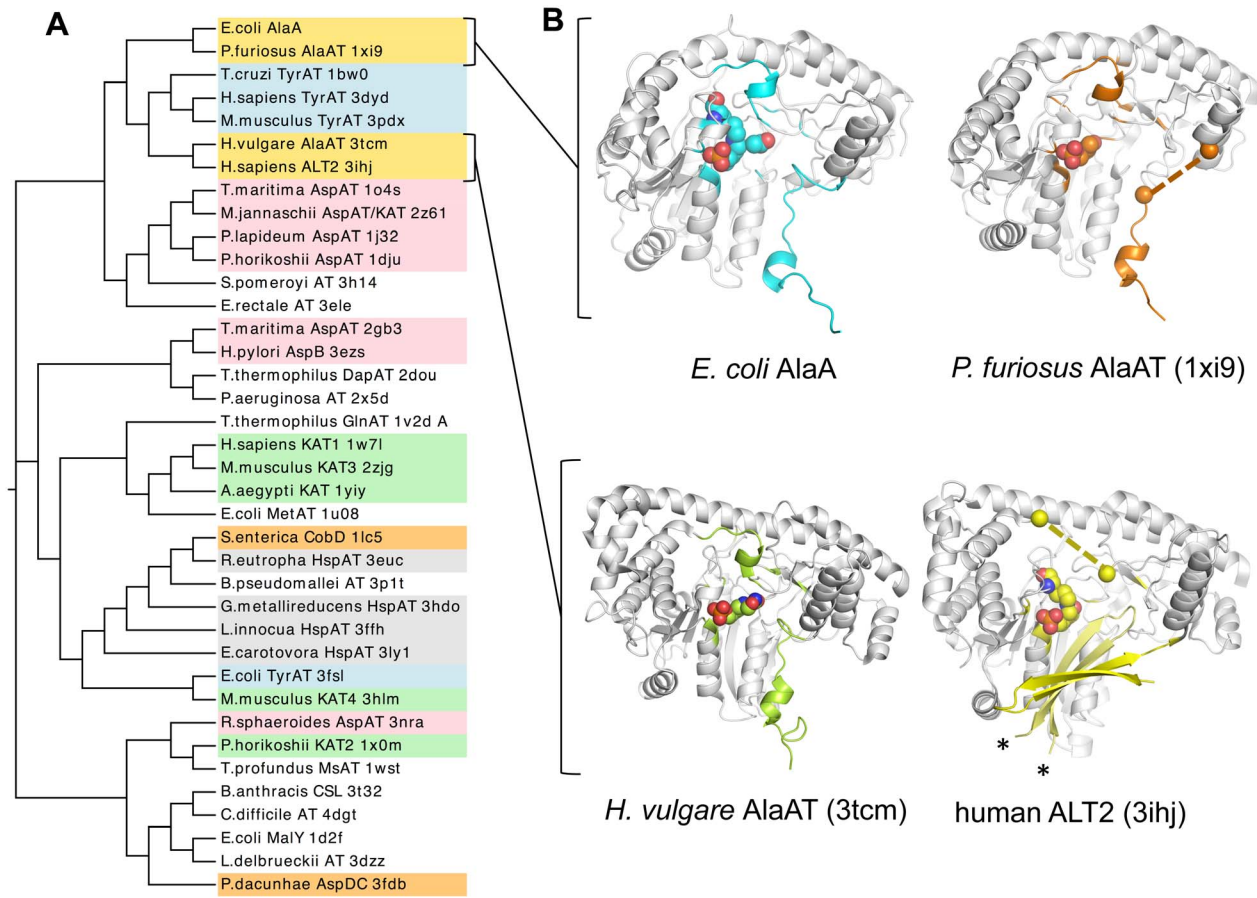 A
E.coli AlaA
P.furiosus AlaAT 1xi9
T.cruzi TyrAT 1bw0
H.sapiens TyrAT 3dyd
M.musculus TyrAT 3pdx
H.vulgare AlaAT 3tcm
H.sapiens ALT2 3ihj
T.maritima AspAT 1o4s
M.jannaschii AspAT/KAT 2z61
P.lapideum AspAT 1j32
P.horikoshii AspAT 1dju
S.pomeroyi AT 3h14
E.rectale AT 3ele
T.maritima AspAT 2gb3
H.pylori AspB 3ezs
T.thermophilus DapAT 2dou
P.aeruginosa AT 2x5d
T.thermophilus GlnAT 1v2d A
H.sapiens KAT1 1w7l
M.musculus KAT3 2zjg
A.aegypti KAT 1yiy
E.coli MetAT 1u08
S.enterica CobD 1lc5
R.eutropha HspAT 3euc
B.pseudomallei AT 3p1t
G.metallireducens HspAT 3hdo
L.innocua HspAT 3ffh
E.carotovora HspAT 3ly1
E.coli TyrAT 3fsl
M.musculus KAT4 3hlm
R.sphaeroides AspAT 3nra
P.horikoshii KAT2 1x0m
T.profundus MsAT 1wst
B.anthracis CSL 3t32
C.difficile AT 4dgt
E.coli MalY 1d2f
L.delbrueckii AT 3dzz
P.dacunhae AspDC 3fdb
B
E. coli AlaA
P. furiosus AlaAT (1xi9)
H. vulgare AlaAT (3tcm)
*
*
human ALT2 (3ihj)